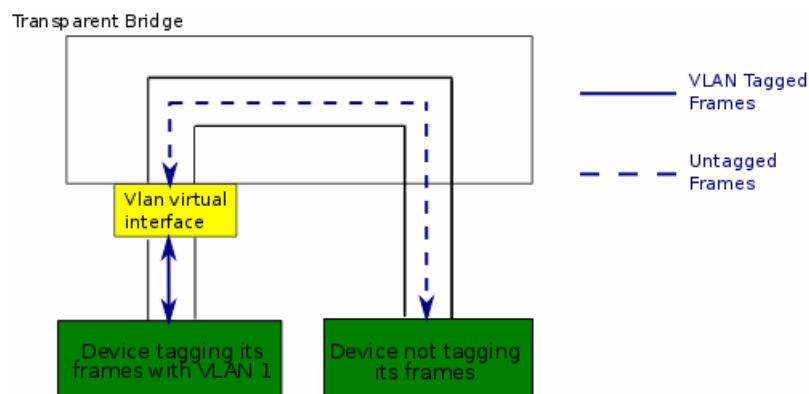 Transparent Bridge
VLAN Tagged
Frames
Untagged
Frames
Vlan virtual
interface
Device tagging its
frames with VLAN 1
Device not tagging
its frames